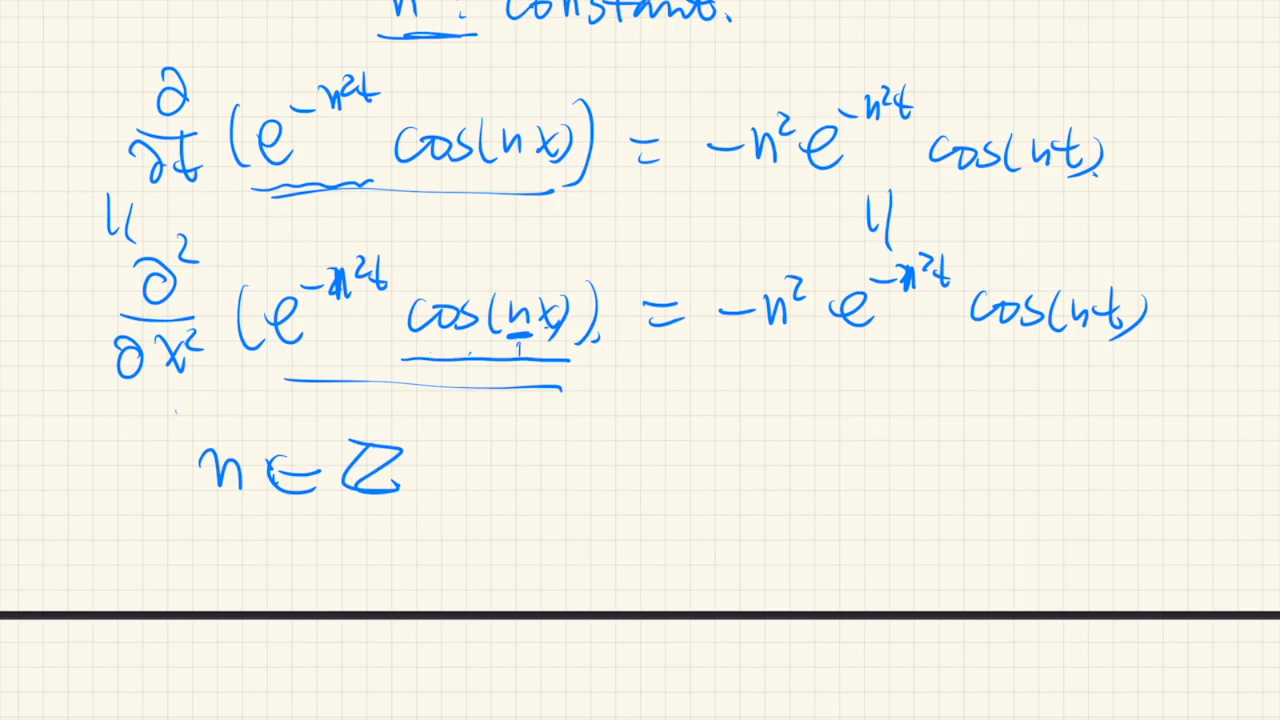 n : constant.
∂/∂t (e^{-n²t} cos(nx)) = -n² e^{-n²t} cos(nt).
|| ||
∂²/∂x² (e^{-n²t} cos(nx)) = -n² e^{-n²t} cos(nt)
n ∈ ℤ